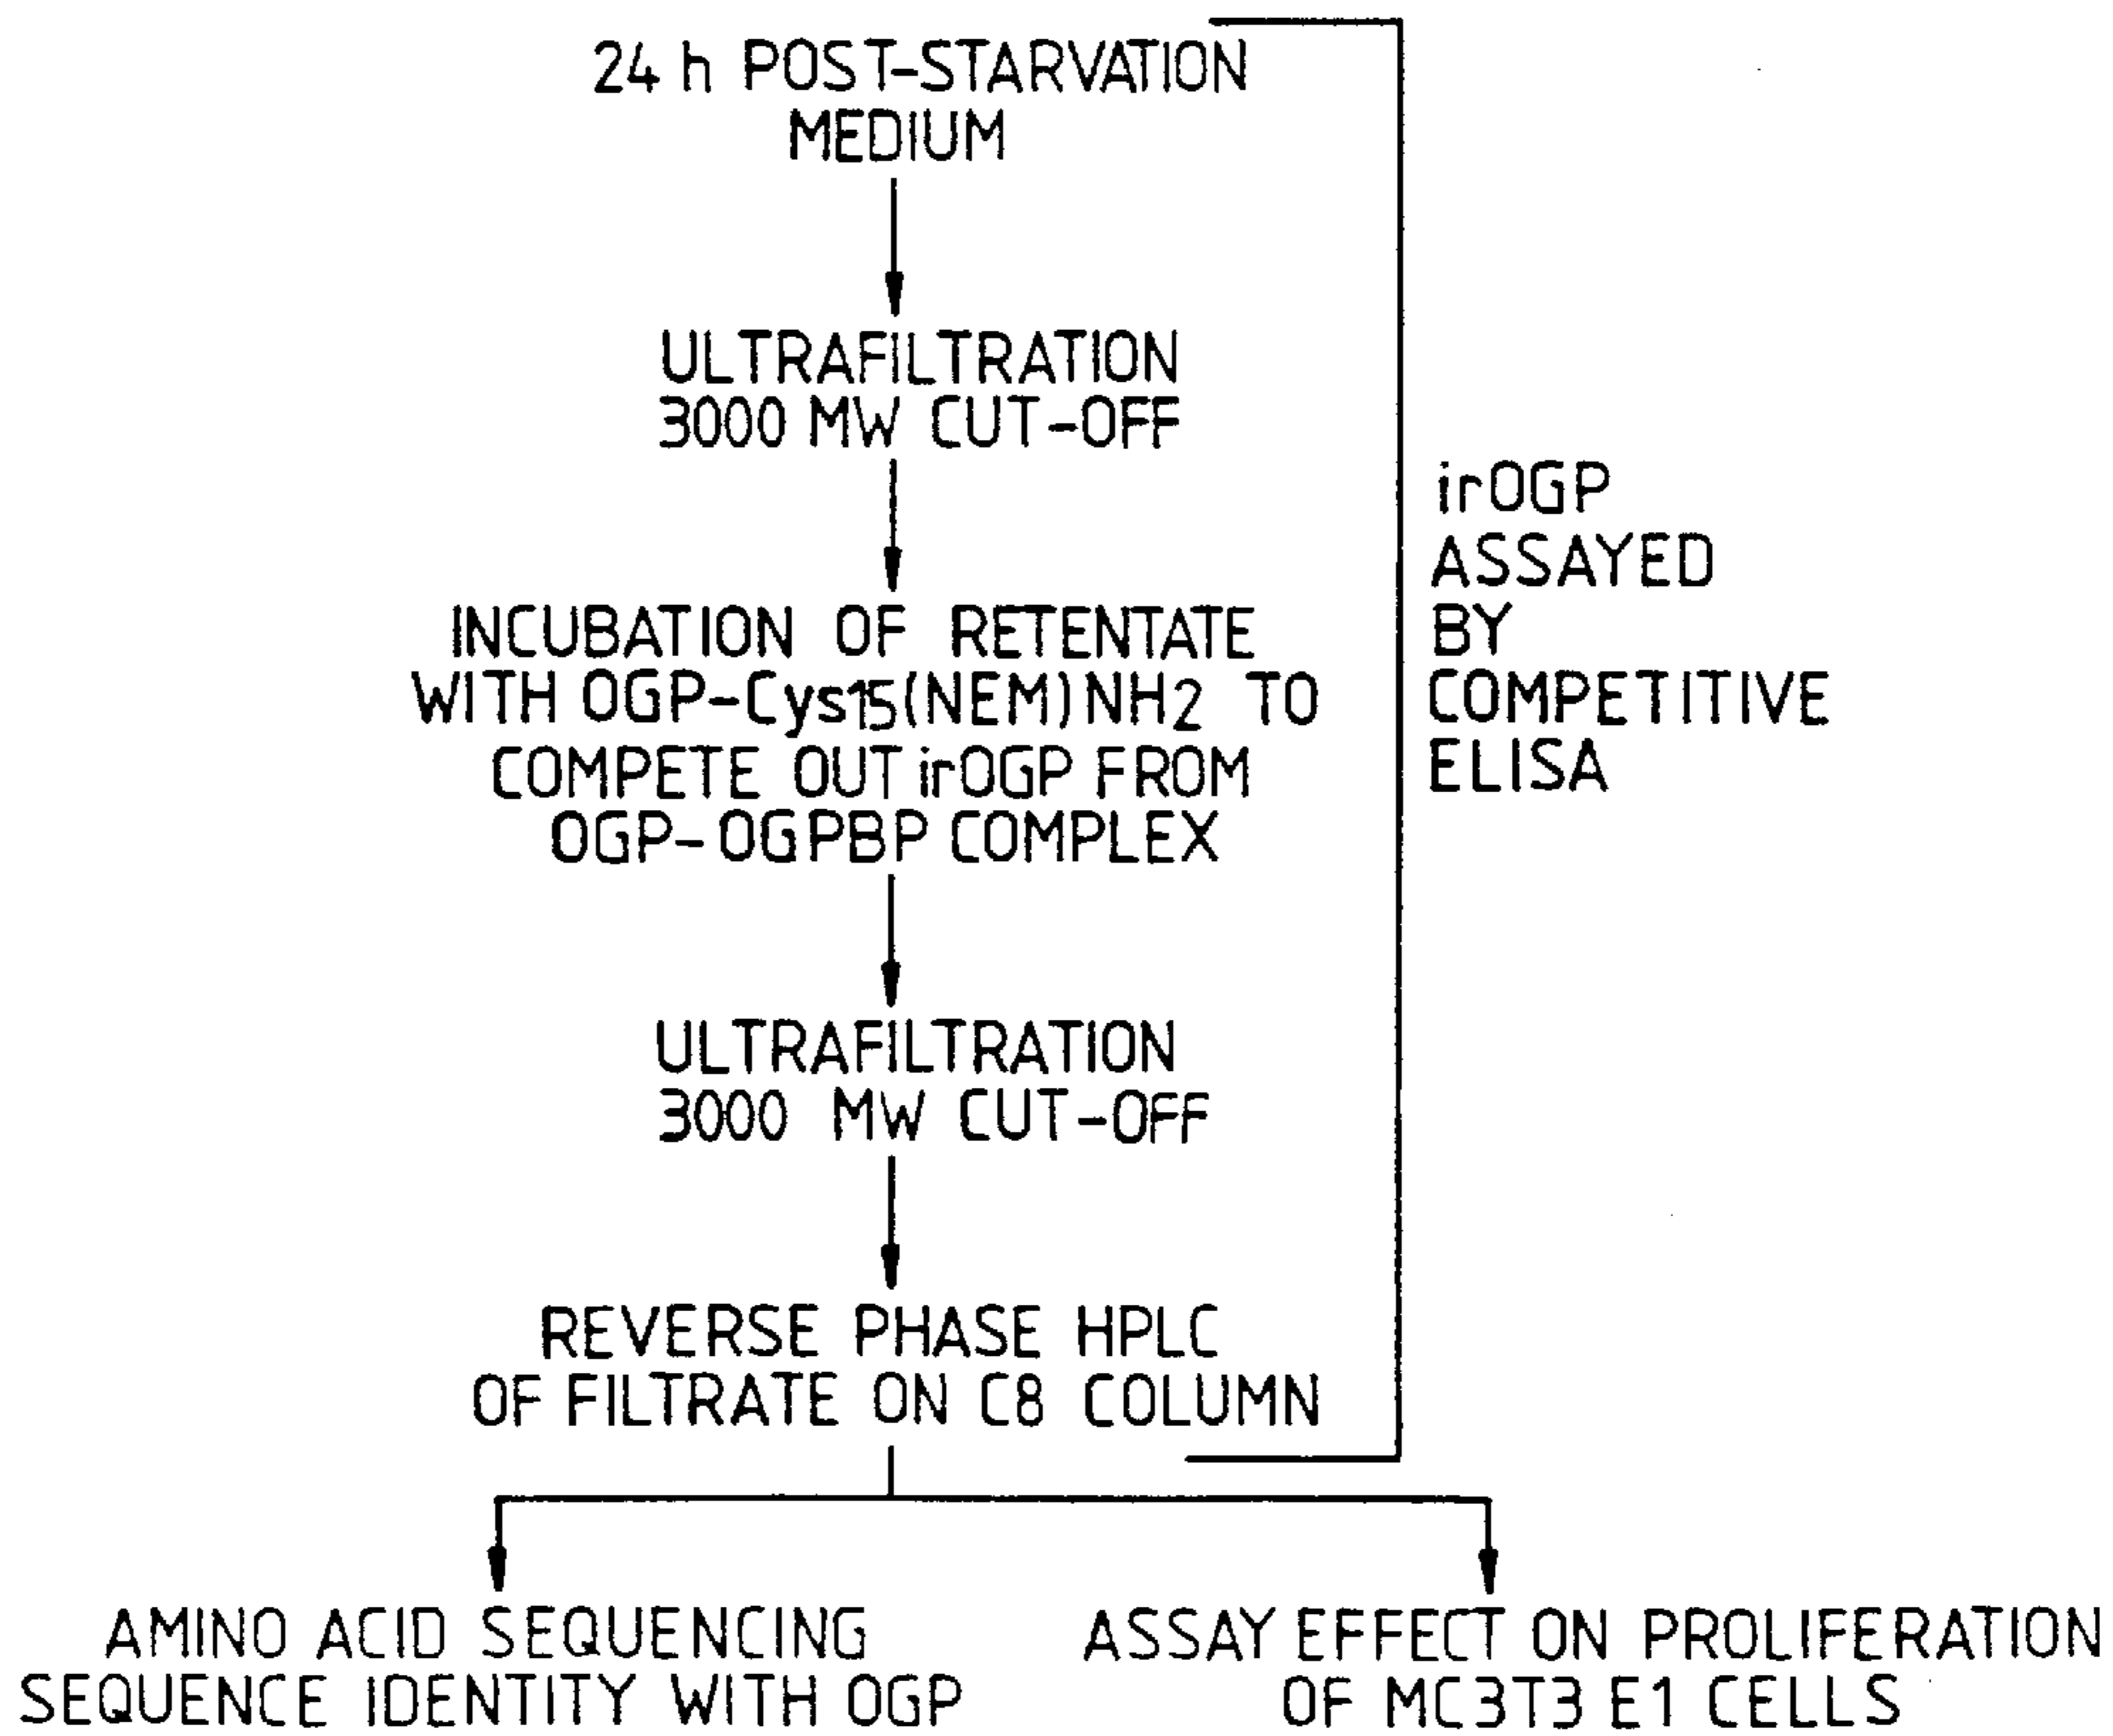 24 h POST-STARVATION
MEDIUM
ULTRAFILTRATION
3000 MW CUT-OFF
INCUBATION OF RETENTATE
WITH OGP-Cys15(NEM)NH2 TO
COMPETE OUT irOGP FROM
OGP-OGPBP COMPLEX
ULTRAFILTRATION
3000 MW CUT-OFF
REVERSE PHASE HPLC
OF FILTRATE ON C8 COLUMN
irOGP
ASSAYED
BY
COMPETITIVE
ELISA
AMINO ACID SEQUENCING
SEQUENCE IDENTITY WITH OGP
ASSAY EFFECT ON PROLIFERATION
OF MC3T3 E1 CELLS